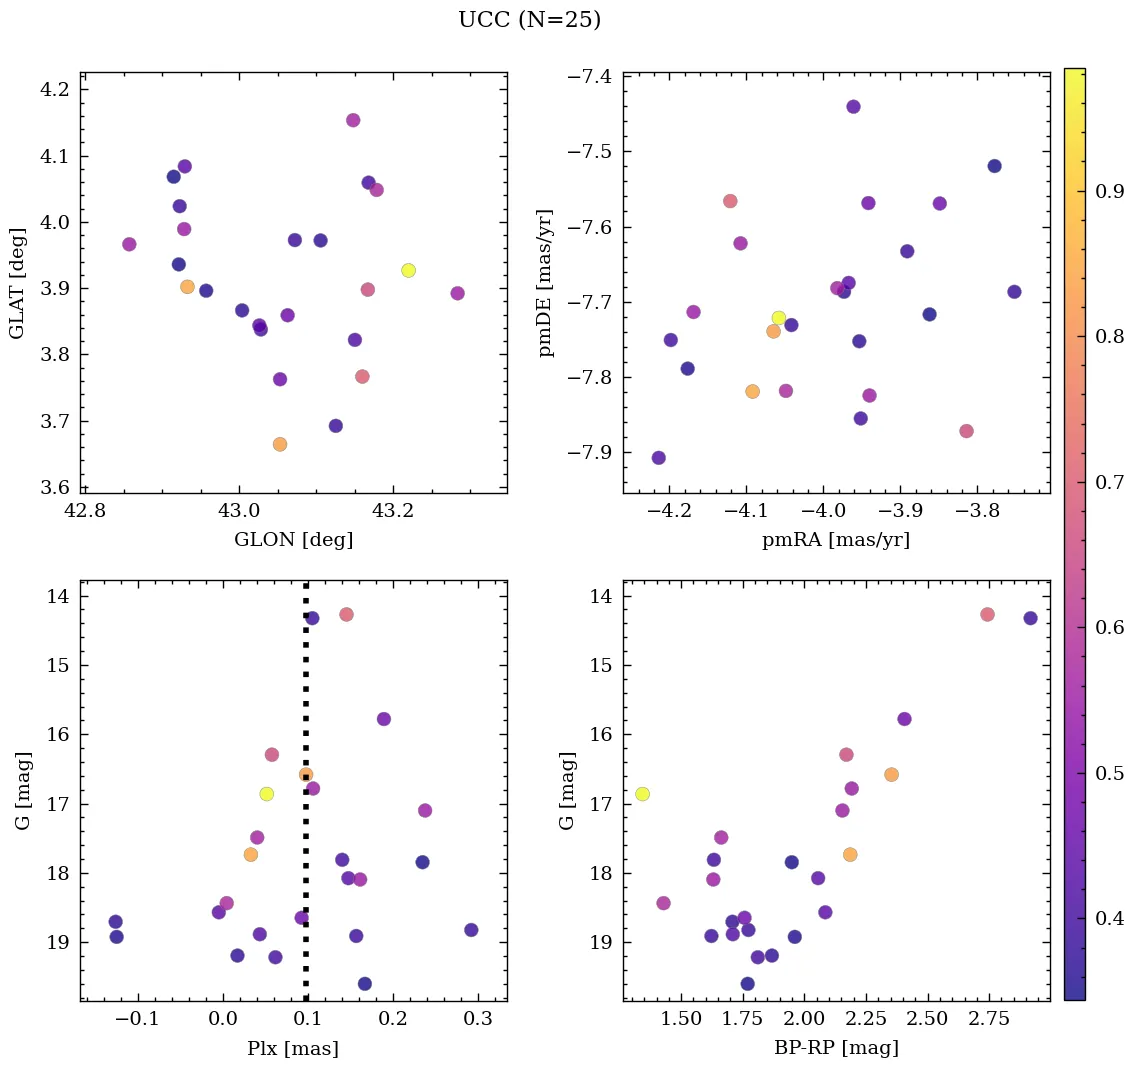 UCC (N=25)
4.2
4.1
4.0
3.9
3.8
3.7
3.6
GLAT [deg]
42.8 43.0 43.2
GLON [deg]
−7.4
−7.5
−7.6
−7.7
−7.8
−7.9
pmDE [mas/yr]
−4.2 −4.1 −4.0 −3.9 −3.8
pmRA [mas/yr]
14
15
16
17
18
19
G [mag]
−0.1 0.0 0.1 0.2 0.3
Plx [mas]
14
15
16
17
18
19
G [mag]
1.50 1.75 2.00 2.25 2.50 2.75
BP-RP [mag]
0.9
0.8
0.7
0.6
0.5
0.4